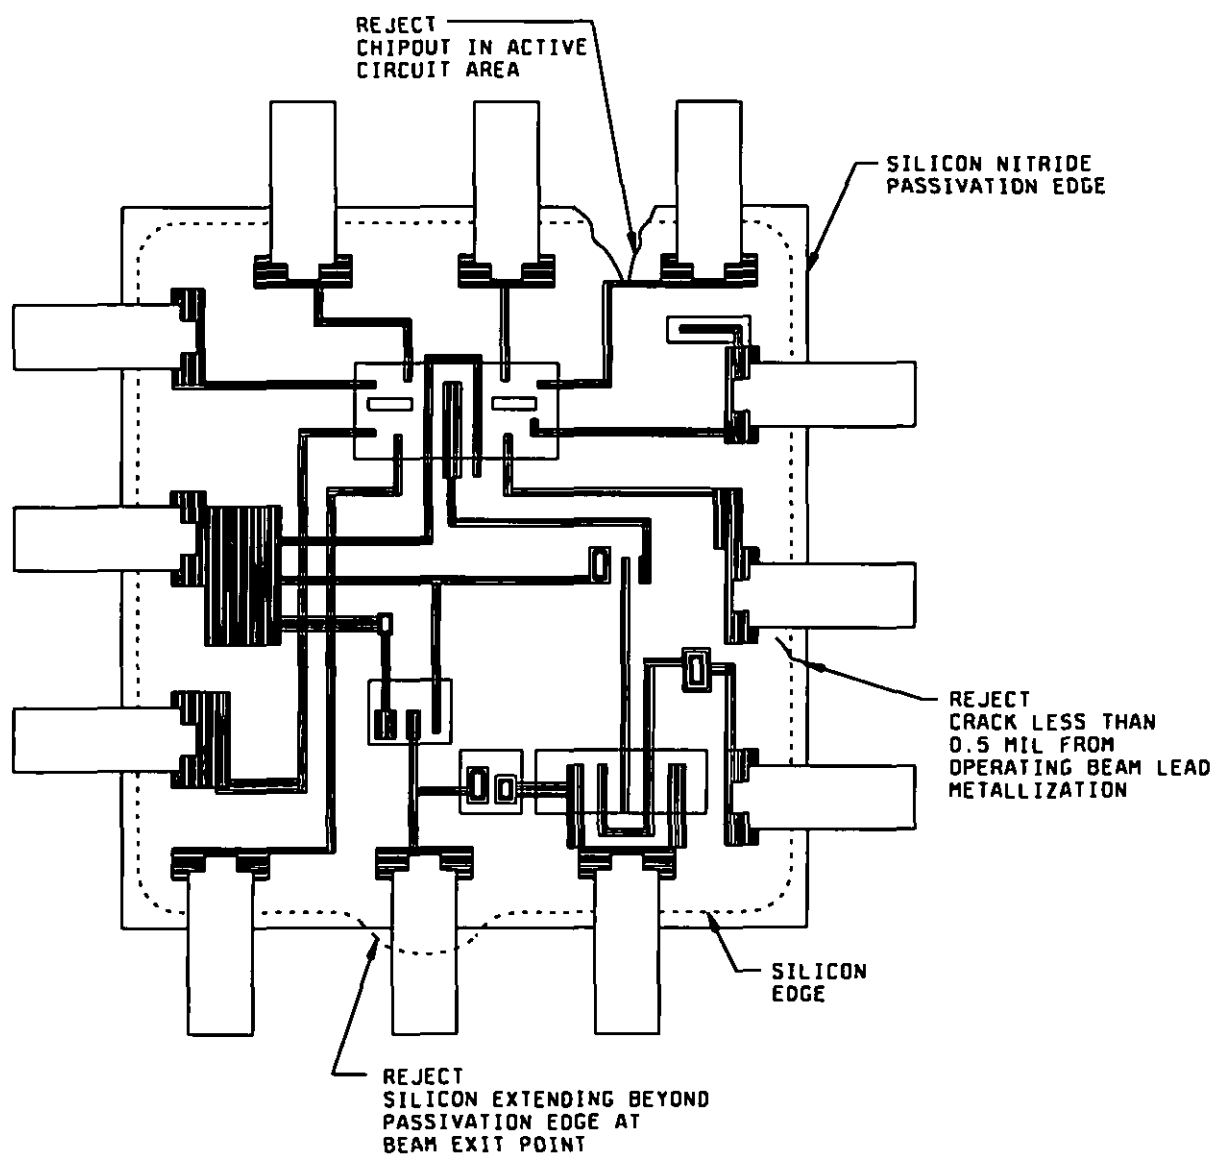 REJECT
CHIPOUT IN ACTIVE
CIRCUIT AREA
SILICON NITRIDE
PASSIVATION EDGE
REJECT
CRACK LESS THAN
0.5 MIL FROM
OPERATING BEAM LEAD
METALLIZATION
SILICON
EDGE
REJECT
SILICON EXTENDING BEYOND
PASSIVATION EDGE AT
BEAM EXIT POINT